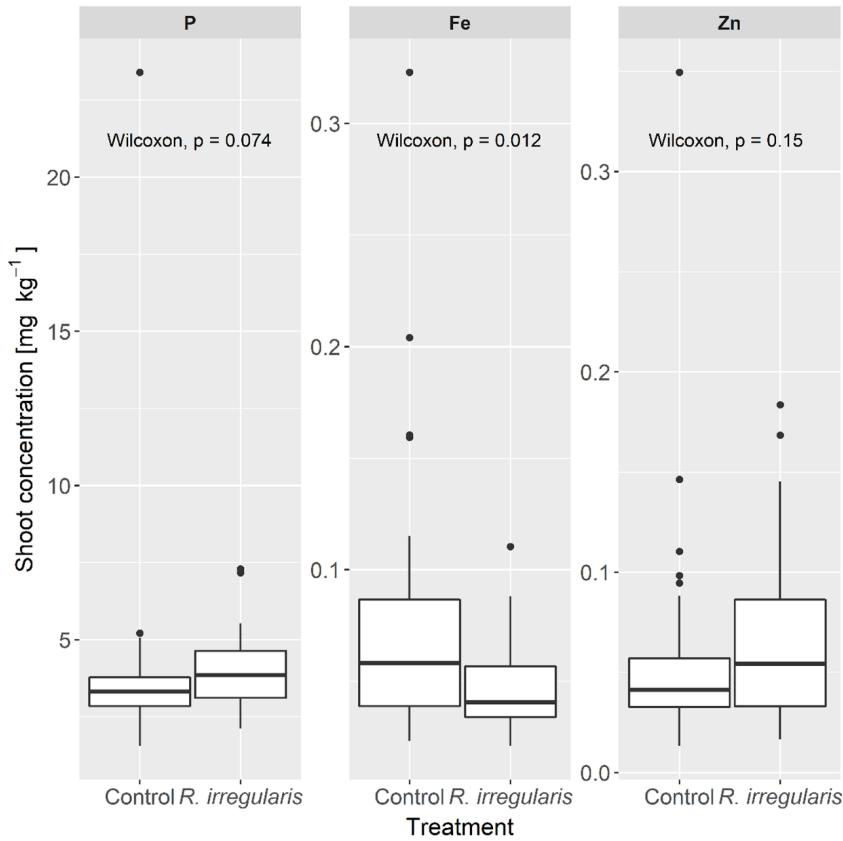 P
Fe
Zn
Wilcoxon, p = 0.074
Wilcoxon, p = 0.012
Wilcoxon, p = 0.15
Shoot concentration [mg kg⁻¹ ]
20
15
10
5
0.3
0.2
0.1
0.3
0.2
0.1
0.0
Control R. irregularis
Control R. irregularis
Control R. irregularis
Treatment